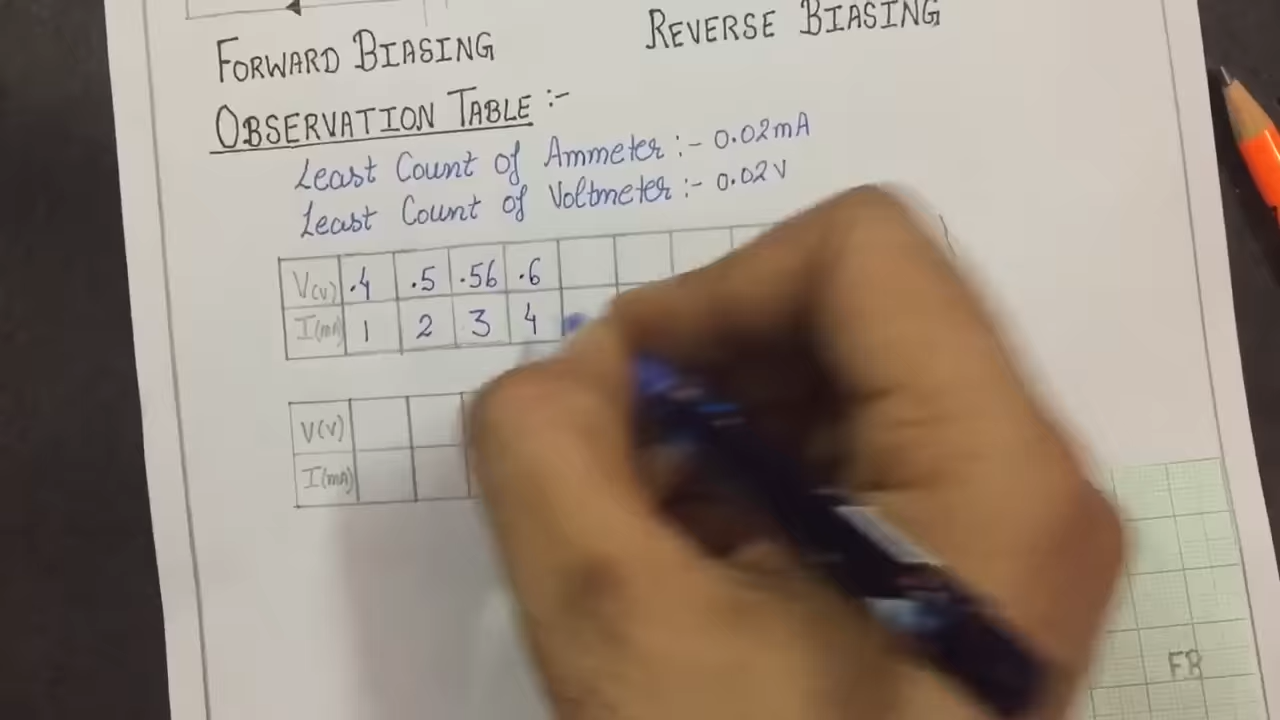 FORWARD BIASING
REVERSE BIASING
OBSERVATION TABLE :-
Least Count of Ammeter :- 0.02mA
Least Count of Voltmeter :- 0.02V
V(V) .4 .5 .56 .6
I(mA) 1 2 3 4
V(V)
I(mA)
FB